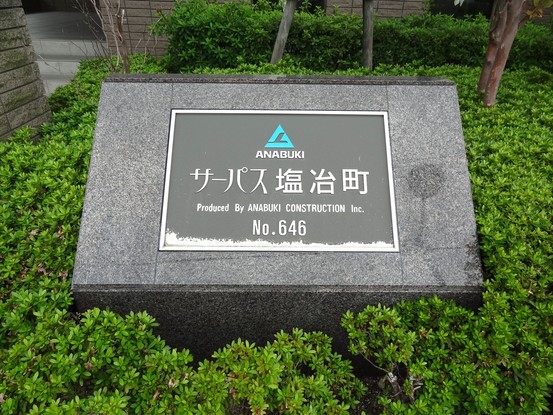 ANABUKI
サーパス塩冶町
Produced By ANABUKI CONSTRUCTION Inc.
No.646